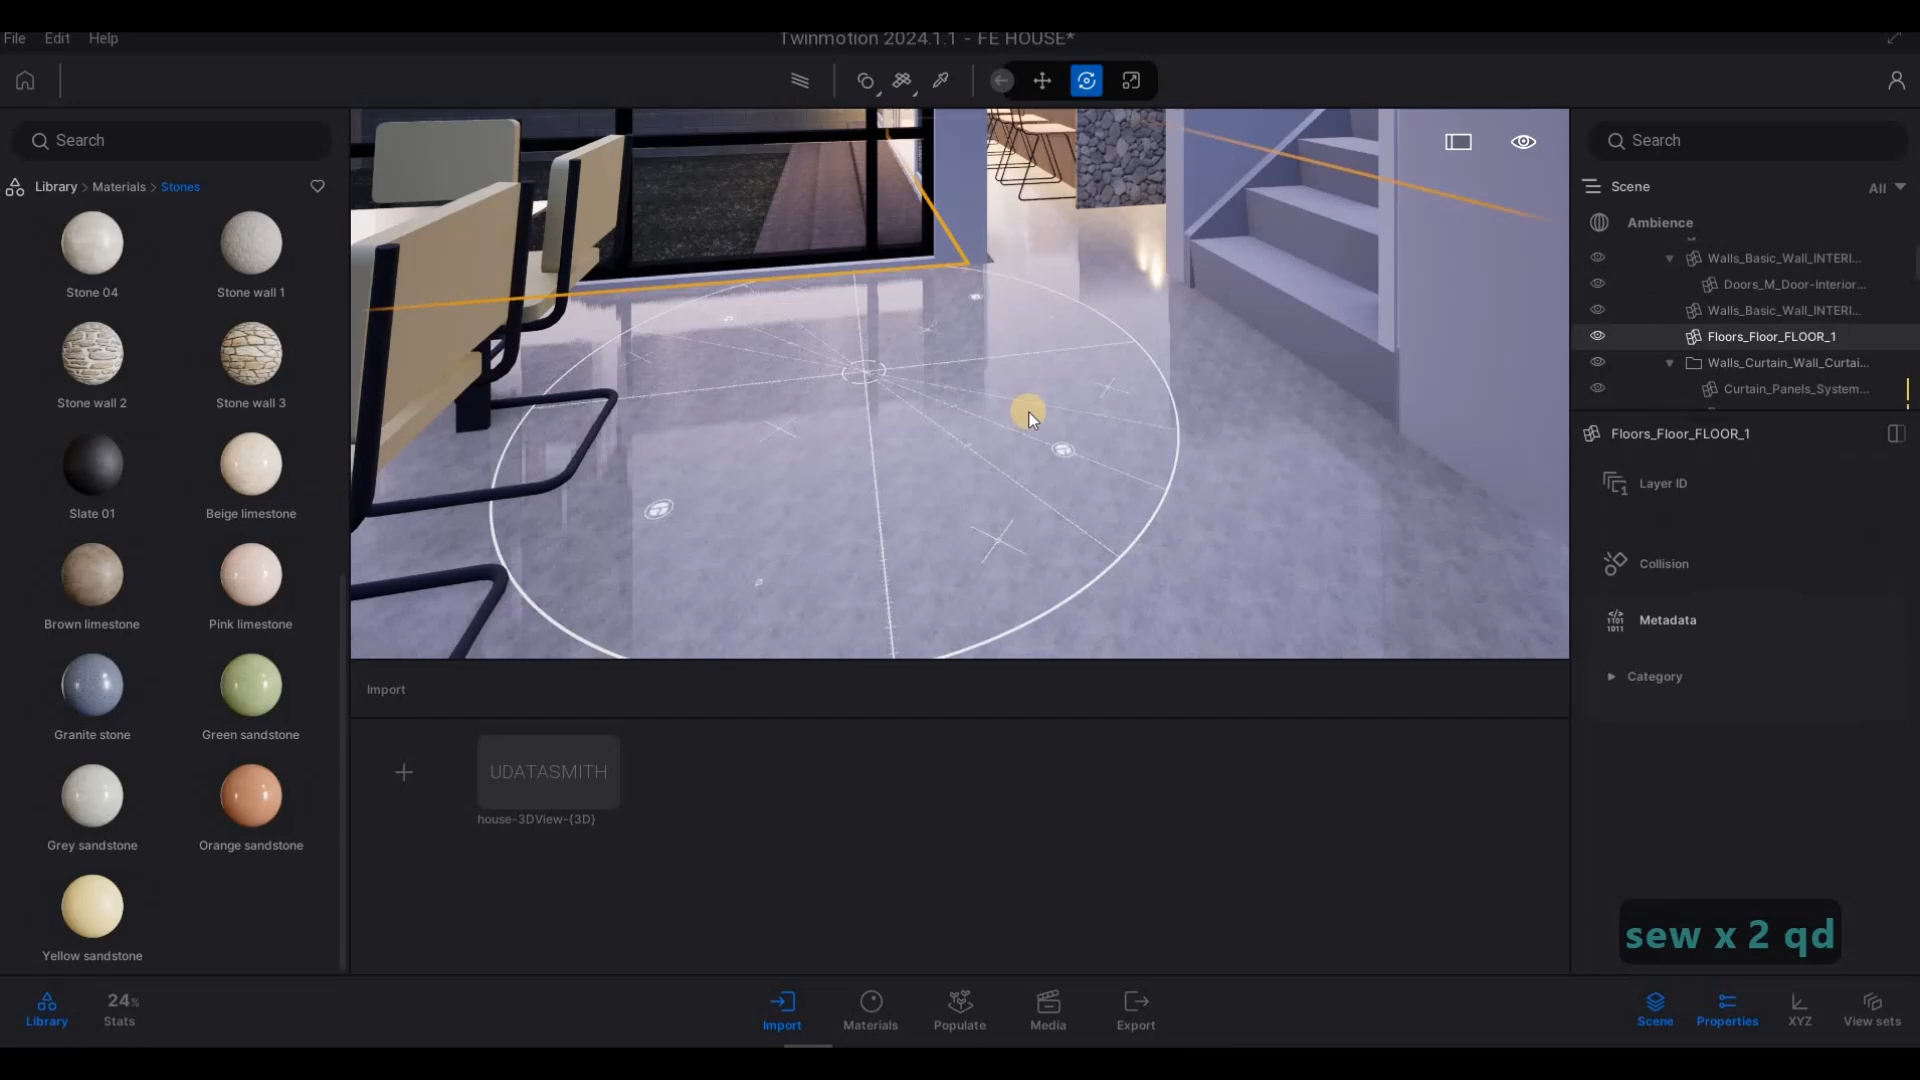 File Edit Help
Twinmotion 2024.1.1 - FE HOUSE*
Search
Library > Materials > Stones
Stone 04
Stone wall 1
Stone wall 2
Stone wall 3
Slate 01
Beige limestone
Brown limestone
Pink limestone
Granite stone
Green sandstone
Grey sandstone
Orange sandstone
Yellow sandstone
Library
24%
Stats
Import
UDATASMITH
house-3DView-{3D}
Import
Materials
Populate
Media
Export
Search
Scene
All
Ambience
Walls_Basic_Wall_INTERI...
Doors_M_Door-Interior...
Walls_Basic_Wall_INTERI...
Floors_Floor_FLOOR_1
Walls_Curtain_Wall_Curtai...
Curtain_Panels_System...
Floors_Floor_FLOOR_1
Layer ID
Collision
Metadata
Category
sew x 2 qd
Scene
Properties
XYZ
View sets